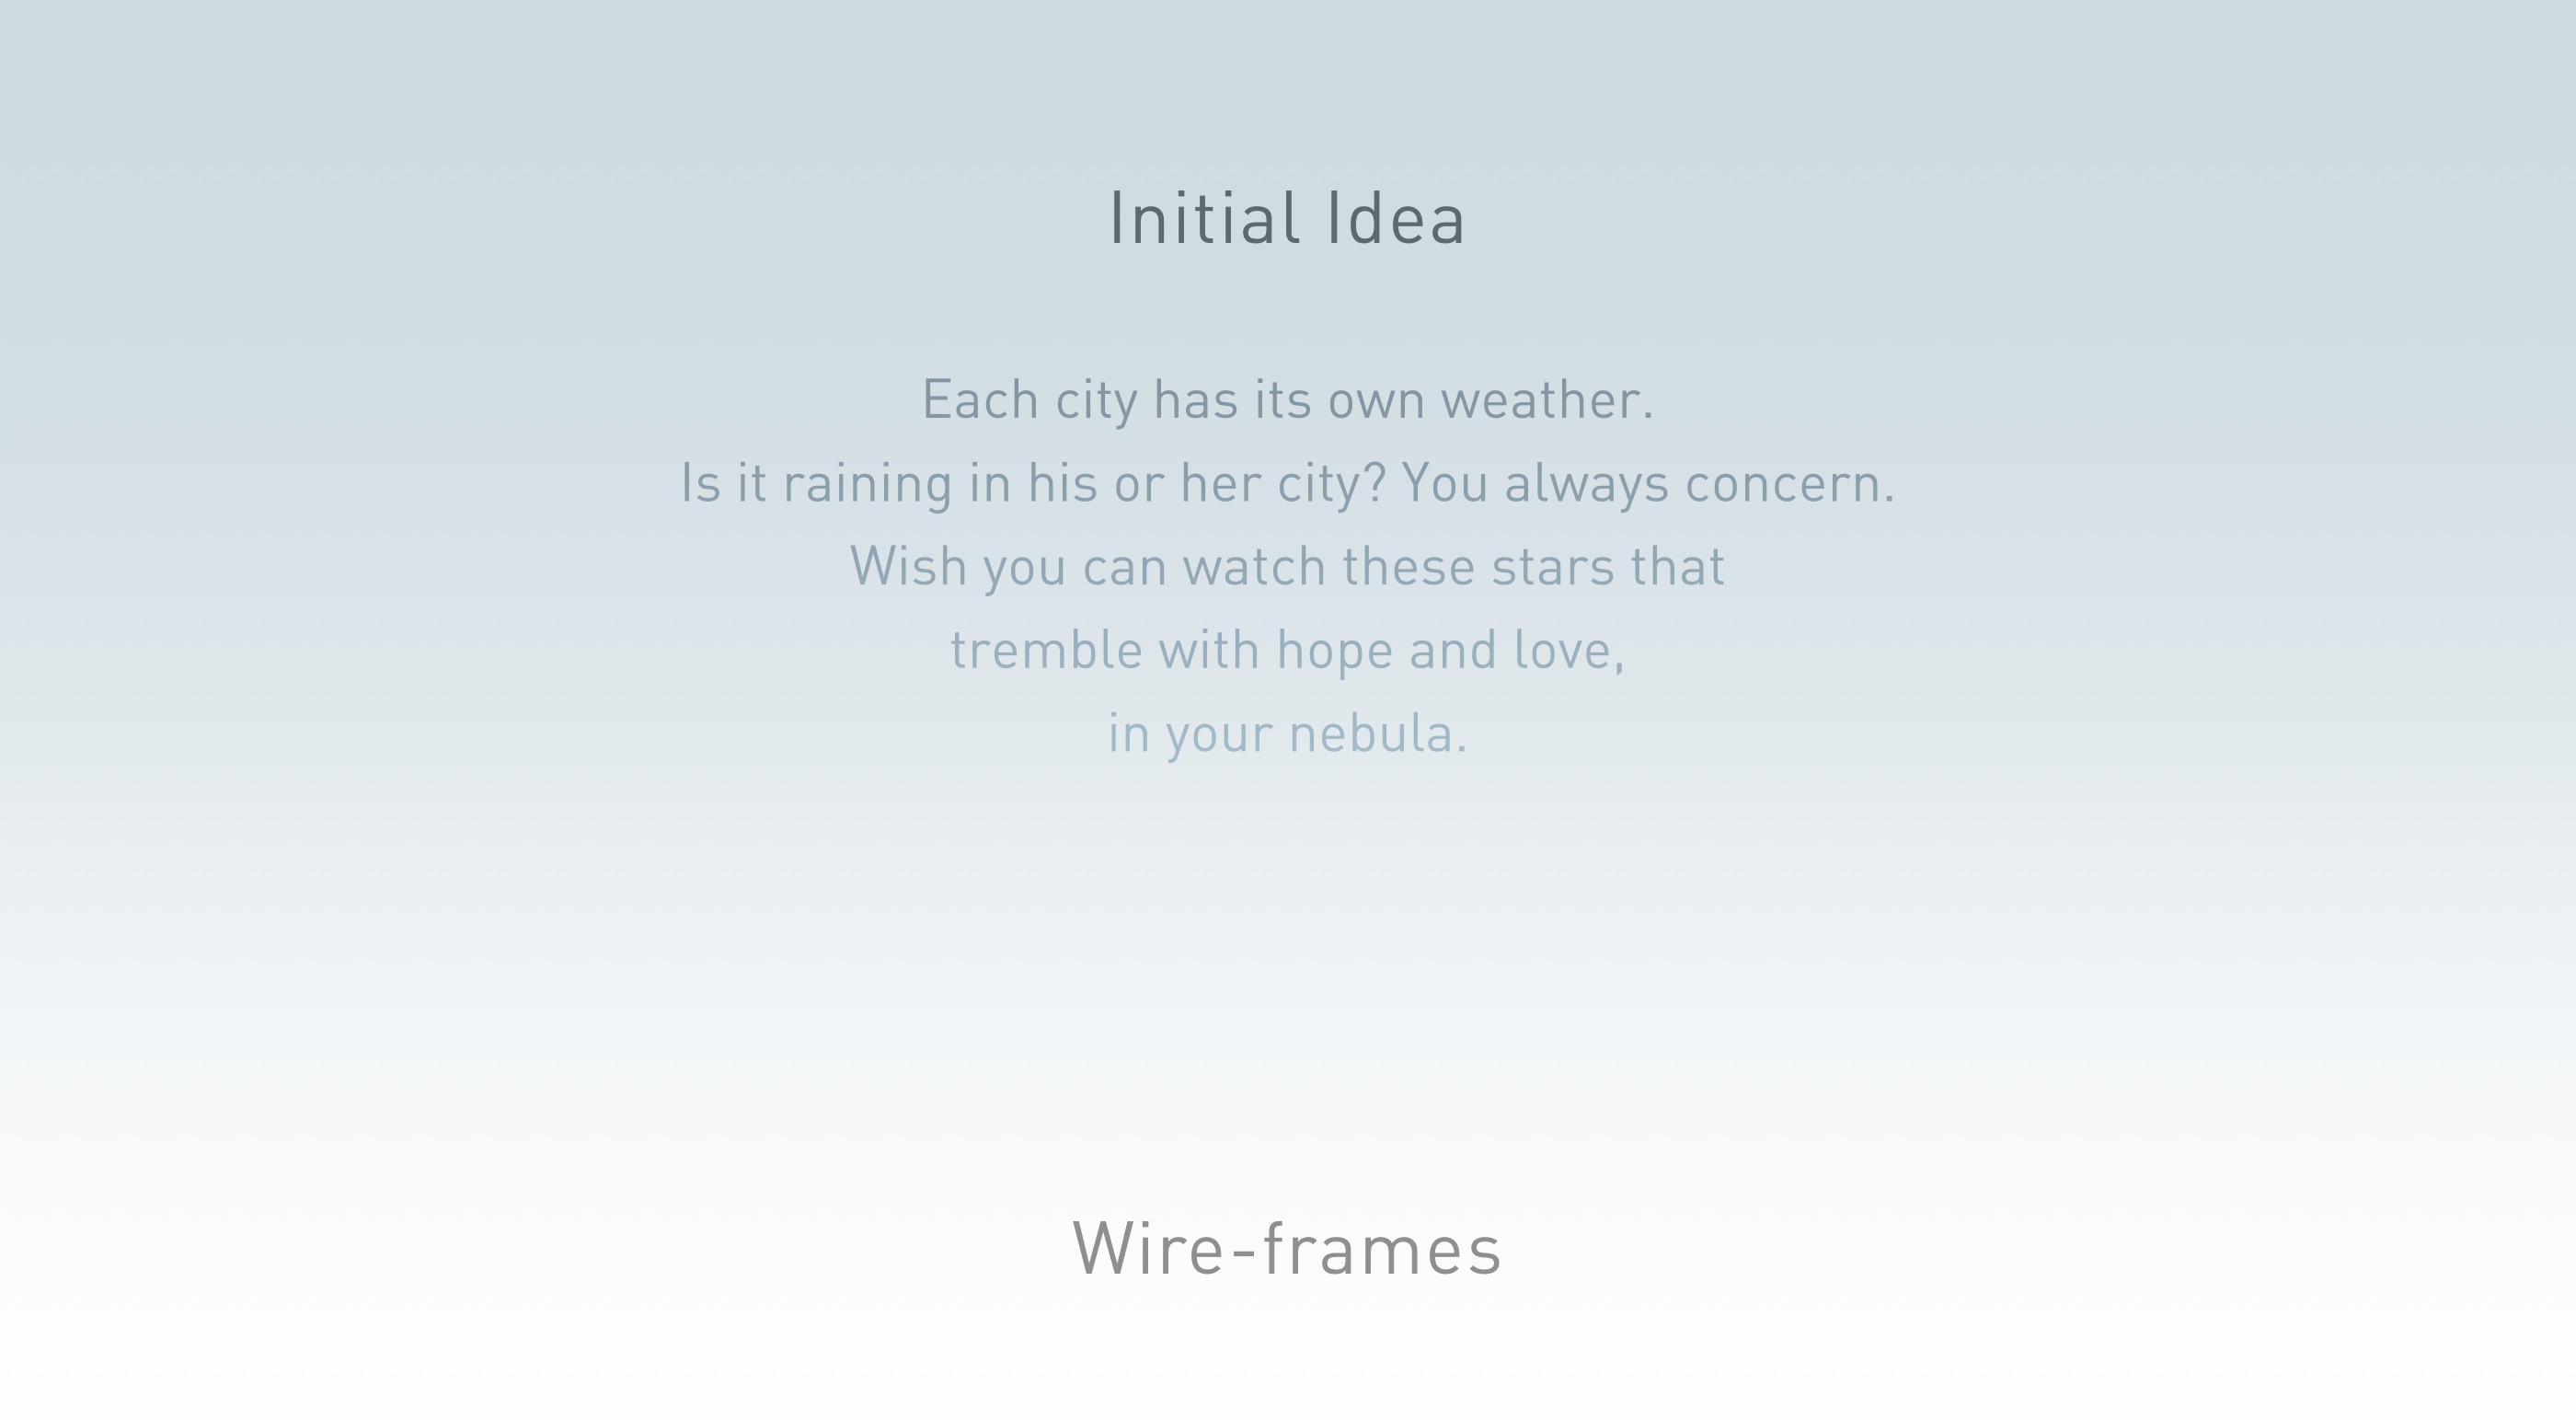 Initial Idea
Each city has its own weather.
Is it raining in his or her city? You always concern.
Wish you can watch these stars that
tremble with hope and love,
in your nebula.
Wire-frames